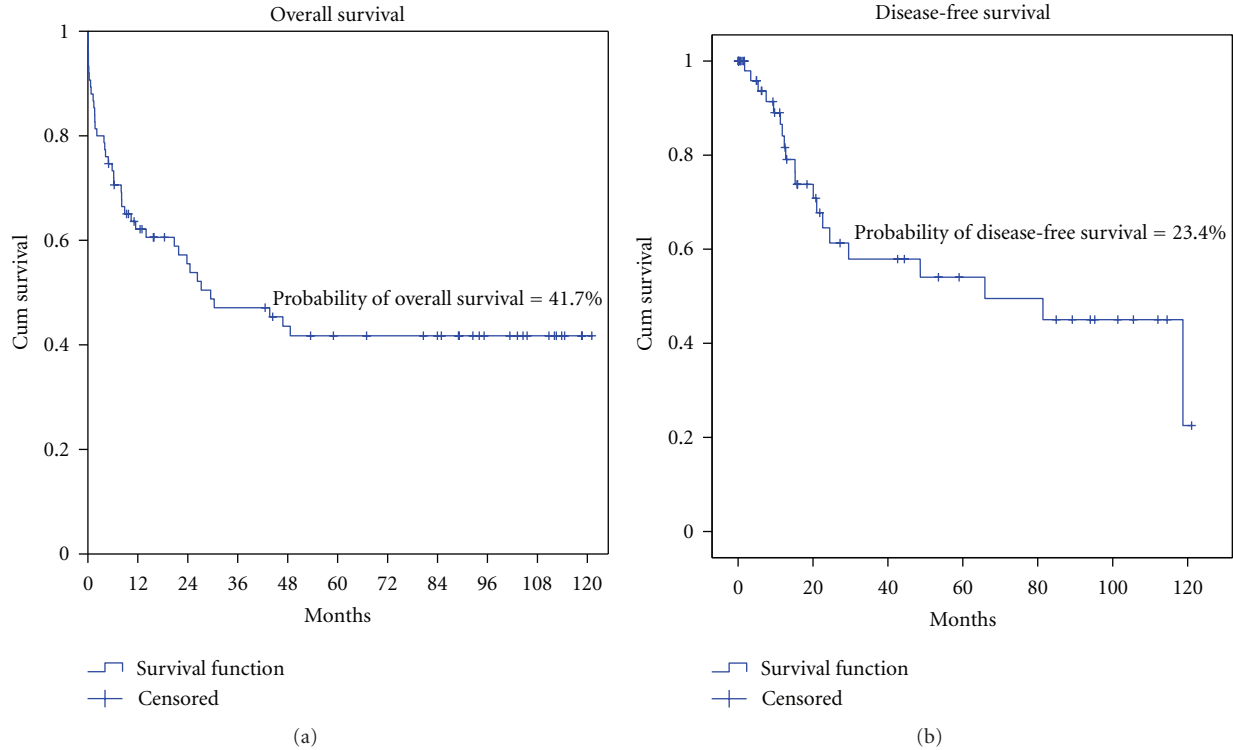 Overall survival
1
0.8
0.6
0.4
0.2
0
Cum survival
Probability of overall survival = 41.7%
0 12 24 36 48 60 72 84 96 108 120
Months
Survival function
Censored
(a)
Disease-free survival
1
0.8
0.6
0.4
0.2
0
Cum survival
Probability of disease-free survival = 23.4%
0 20 40 60 80 100 120
Months
Survival function
Censored
(b)